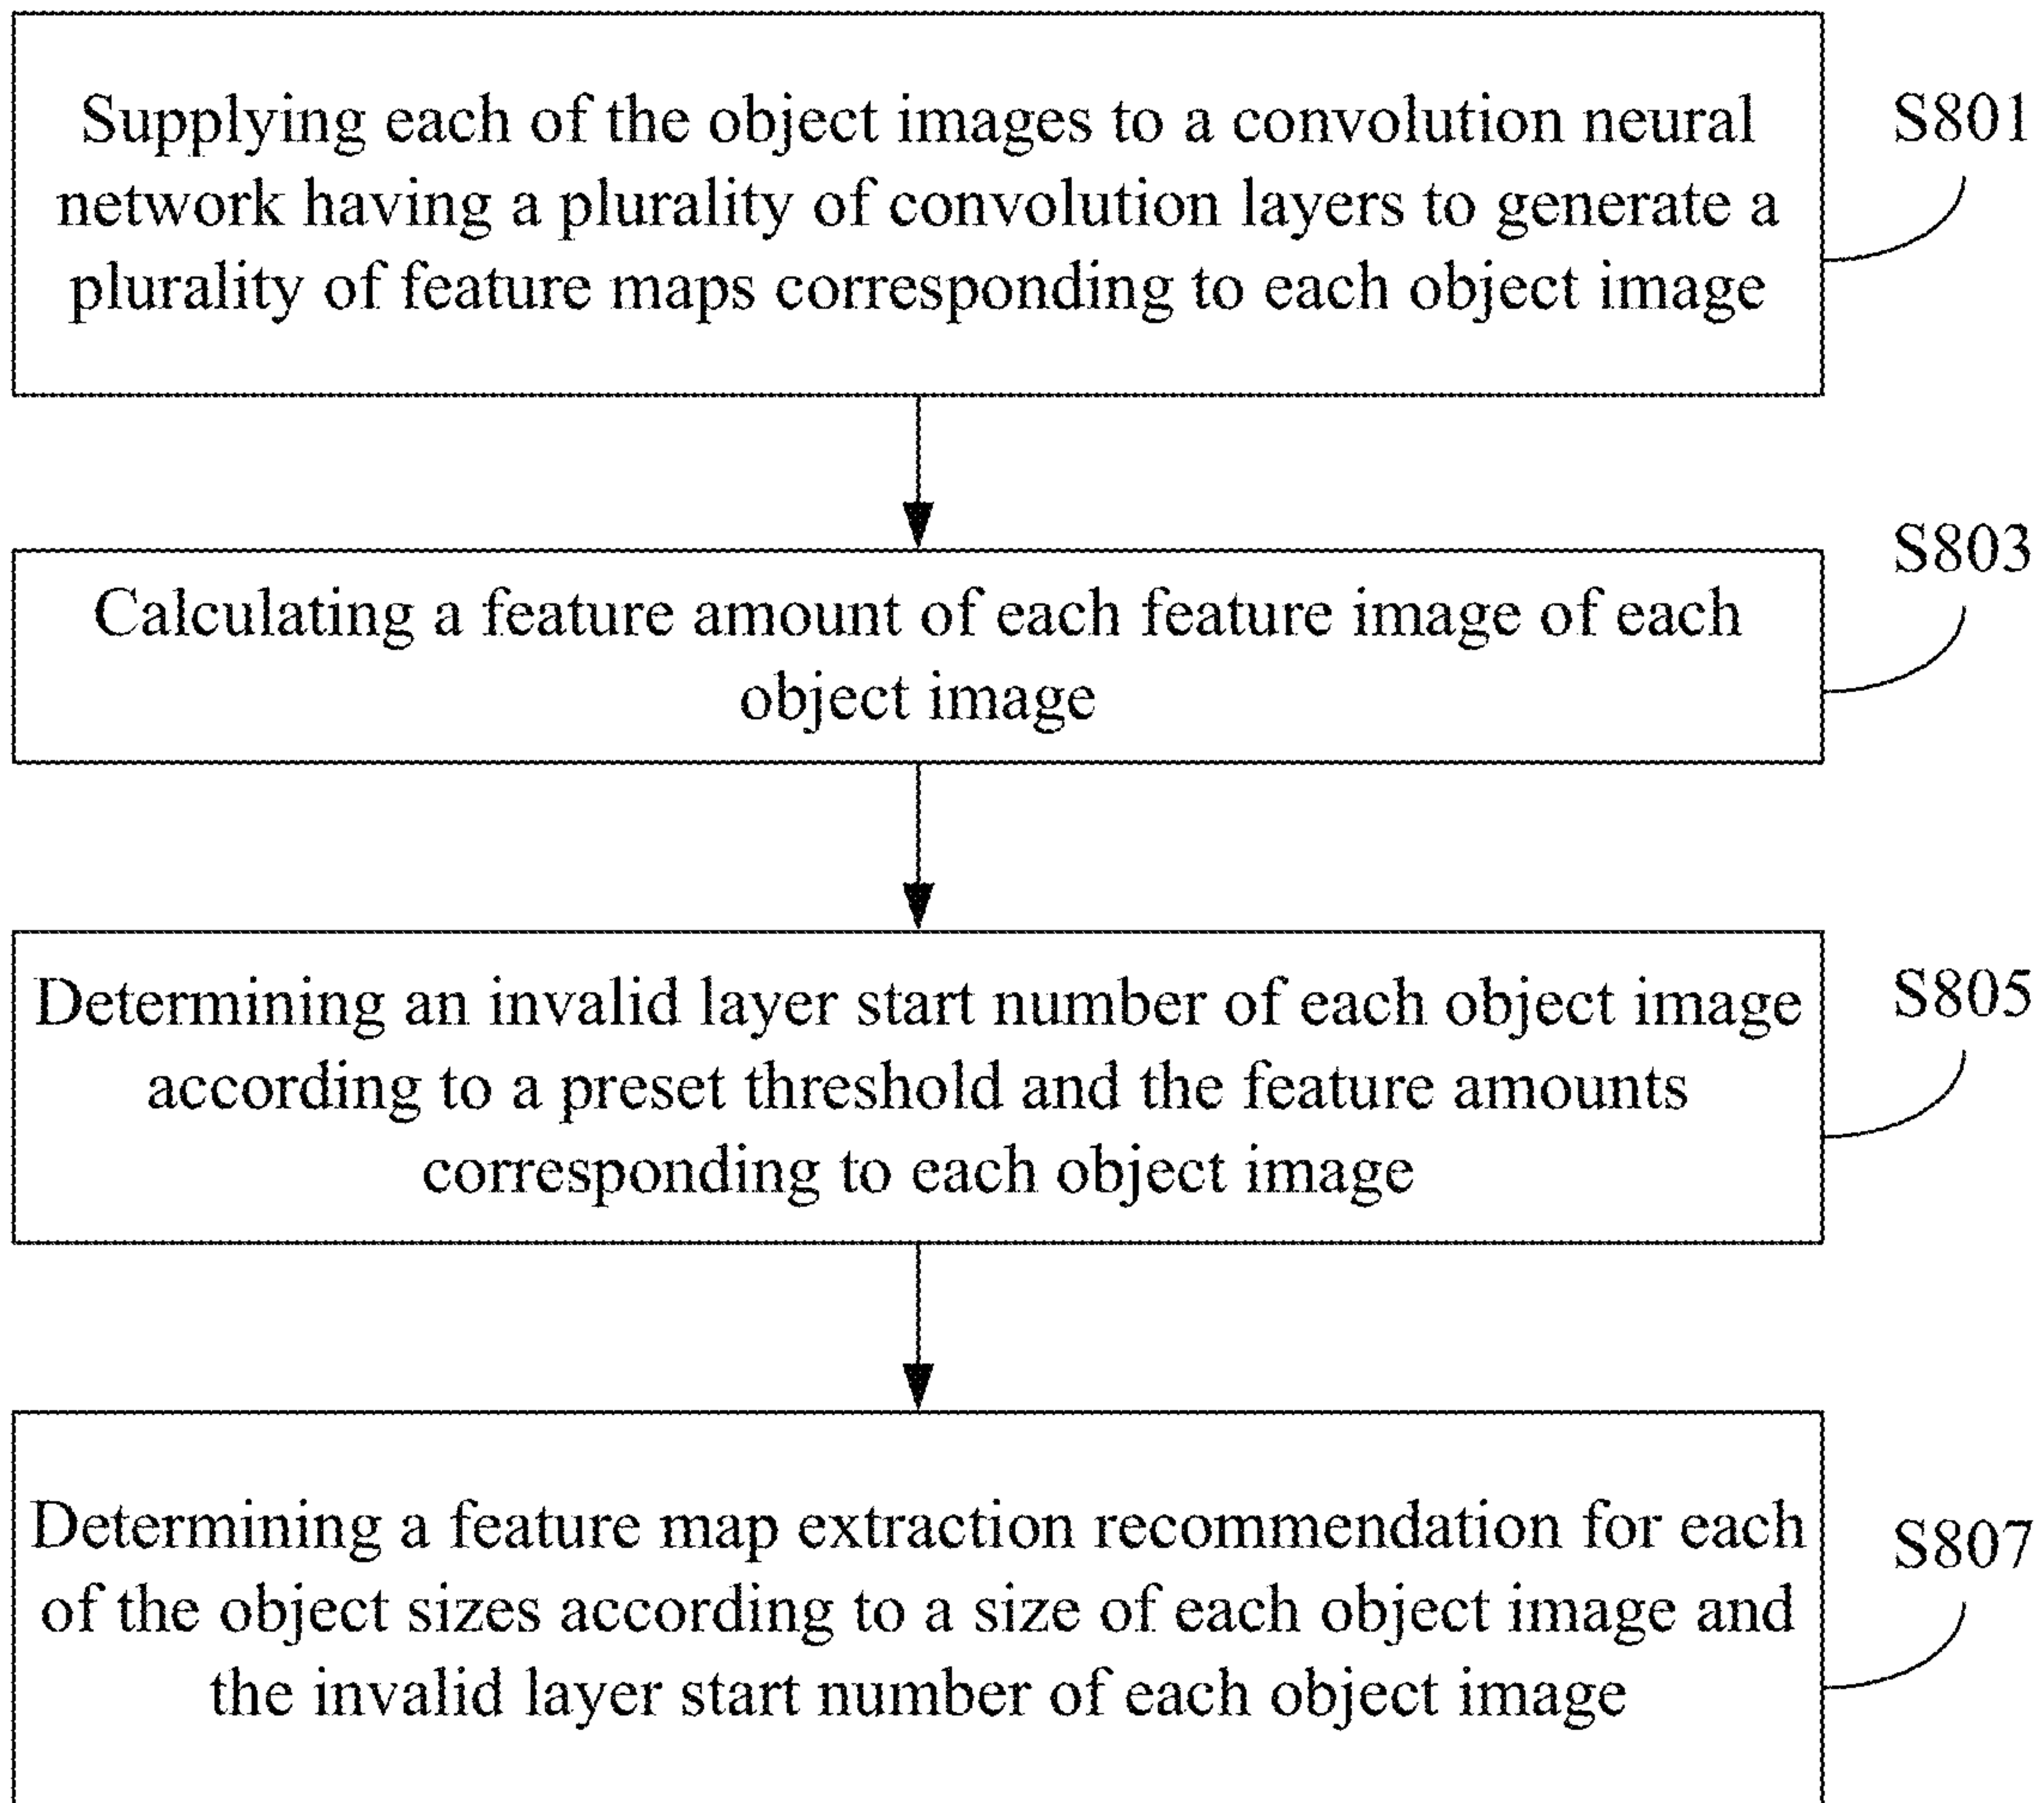 Supplying each of the object images to a convolution neural
network having a plurality of convolution layers to generate a
plurality of feature maps corresponding to each object image
S801
Calculating a feature amount of each feature image of each
object image
S803
Determining an invalid layer start number of each object image
according to a preset threshold and the feature amounts
corresponding to each object image
S805
Determining a feature map extraction recommendation for each
of the object sizes according to a size of each object image and
the invalid layer start number of each object image
S807